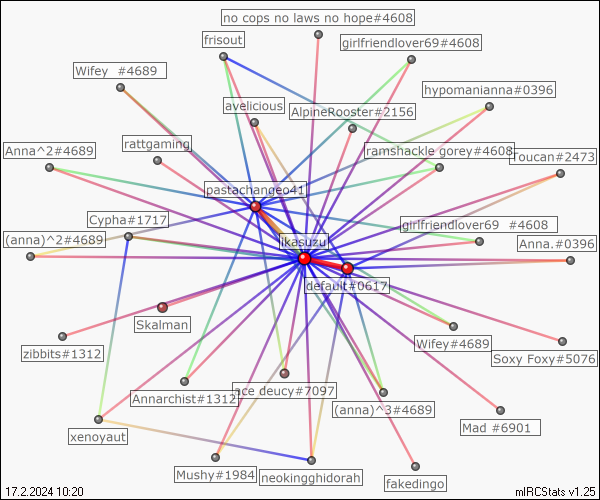 no cops no laws no hope#4608
frisout
girlfriendlover69#4608
Wifey #4689
hypomanianna#0396
avelicious
AlpineRooster#2156
rattgaming
Anna^2#4689
ramshackle gorey#4608
Toucan#2473
pastachangeo41
Cypha#1717
girlfriendlover69 #4608
(anna)^2#4689
ikasuzu
Anna.#0396
default#0617
Skalman
zibbits#1312
Wifey#4689
Soxy Foxy#5076
ace deucy#7097
Annarchist#1312
(anna)^3#4689
Mad #6901
xenoyaut
Mushy#1984
neokingghidorah
fakedingo
17.2.2024 10:20
mIRCStats v1.25